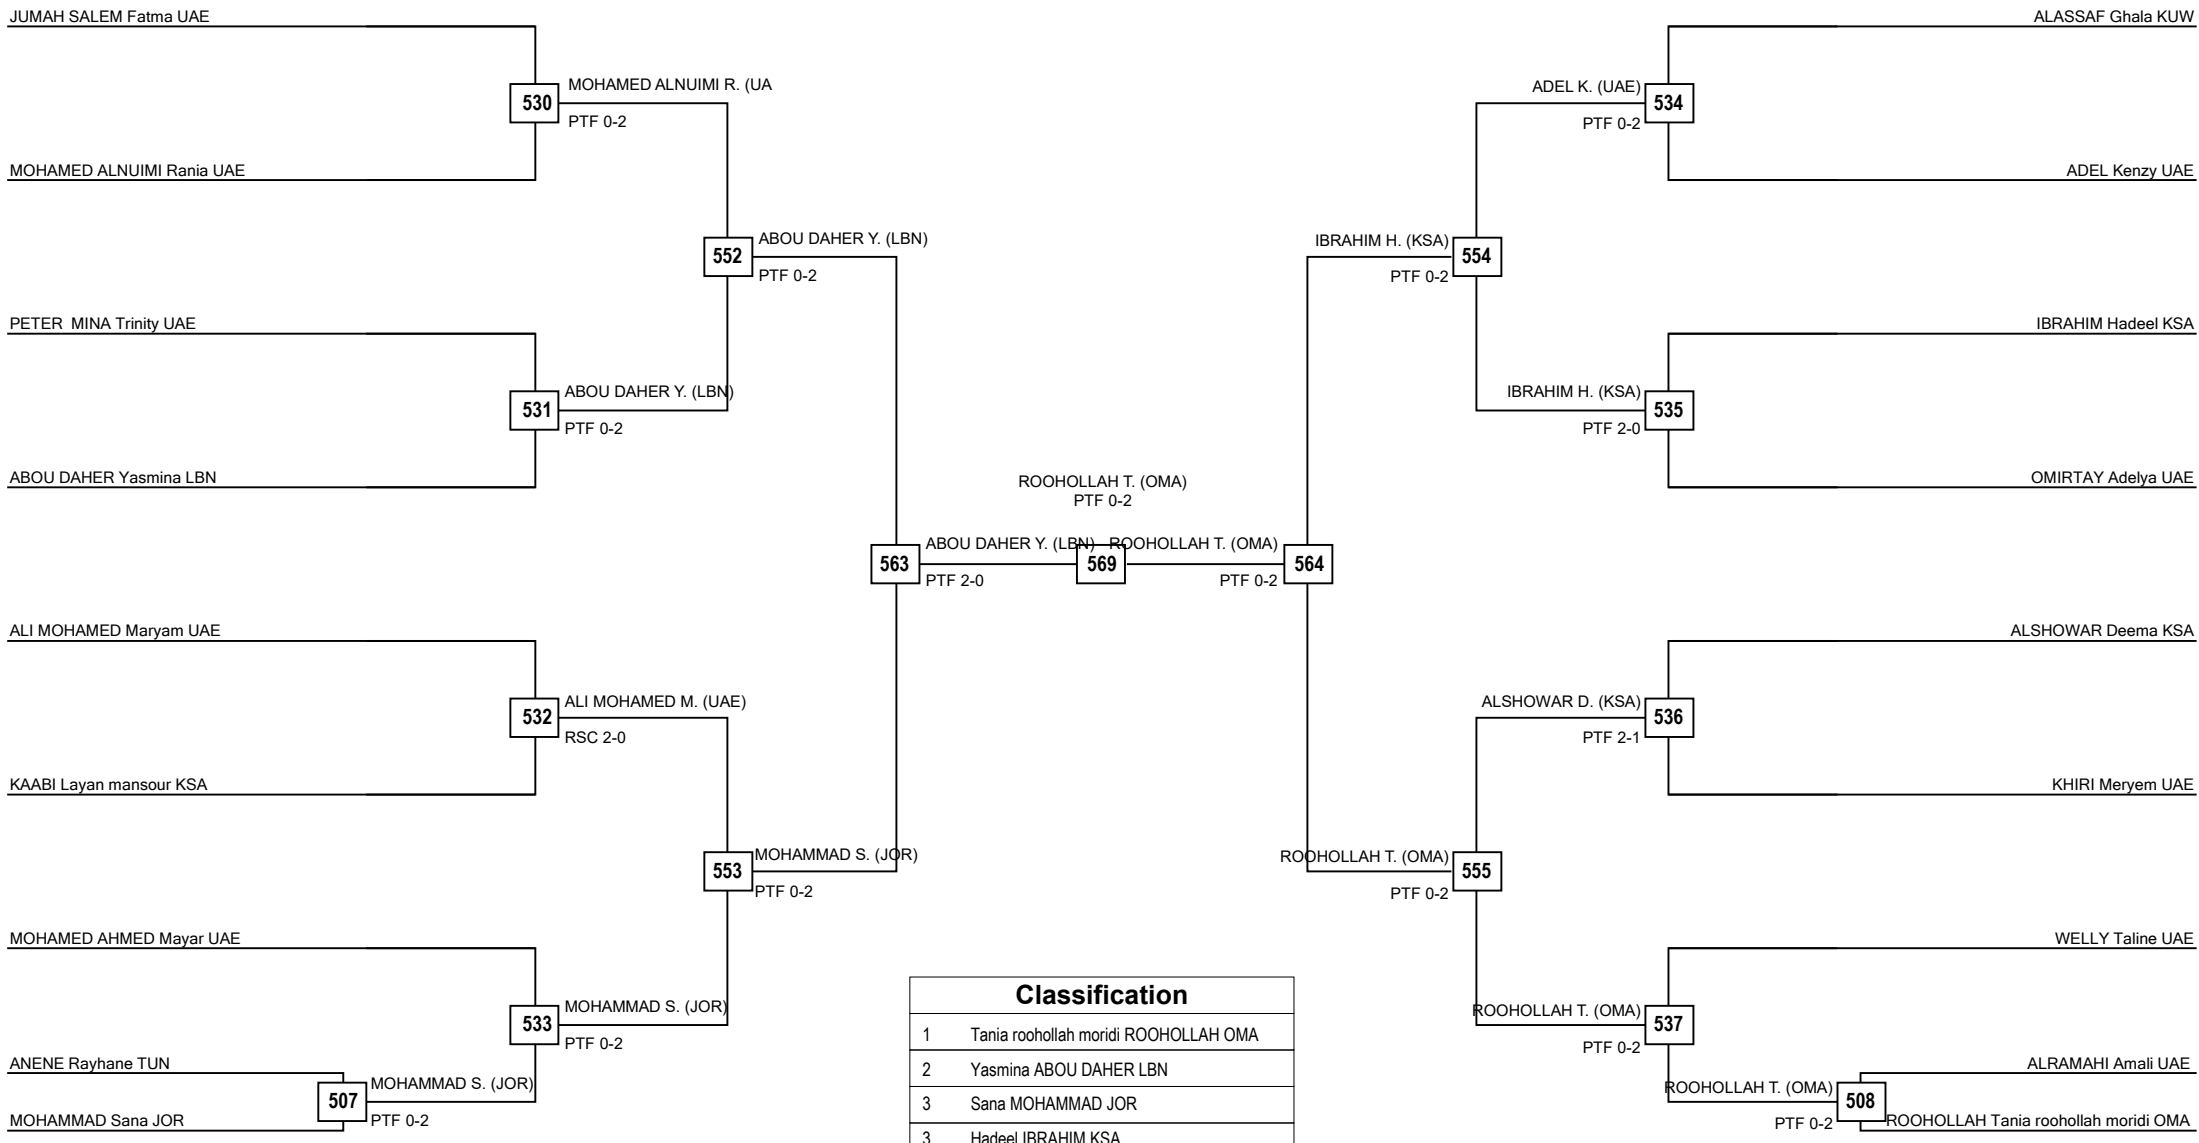 JUMAH SALEM Fatma UAE
ALASSAF Ghala KUW
MOHAMED ALNUIMI R. (UA
530
PTF 0-2
ADEL K. (UAE)
534
PTF 0-2
MOHAMED ALNUIMI Rania UAE
ADEL Kenzy UAE
ABOU DAHER Y. (LBN)
552
PTF 0-2
IBRAHIM H. (KSA)
554
PTF 0-2
PETER MINA Trinity UAE
IBRAHIM Hadeel KSA
ABOU DAHER Y. (LBN)
531
PTF 0-2
IBRAHIM H. (KSA)
535
PTF 2-0
ABOU DAHER Yasmina LBN
OMIRTAY Adelya UAE
ROOHOLLAH T. (OMA)
PTF 0-2
563
ABOU DAHER Y. (LBN)
PTF 2-0
569
ROOHOLLAH T. (OMA)
PTF 0-2
564
ALI MOHAMED Maryam UAE
ALSHOWAR Deema KSA
532
ALI MOHAMED M. (UAE)
RSC 2-0
ALSHOWAR D. (KSA)
536
PTF 2-1
KAABI Layan mansour KSA
KHIRI Meryem UAE
553
MOHAMMAD S. (JOR)
PTF 0-2
ROOHOLLAH T. (OMA)
555
PTF 0-2
MOHAMED AHMED Mayar UAE
WELLY Taline UAE
533
MOHAMMAD S. (JOR)
PTF 0-2
ROOHOLLAH T. (OMA)
537
PTF 0-2
ANENE Rayhane TUN
ALRAMAHI Amali UAE
507
MOHAMMAD S. (JOR)
PTF 0-2
ROOHOLLAH T. (OMA)
508
PTF 0-2
MOHAMMAD Sana JOR
ROOHOLLAH Tania roohollah moridi OMA
Classification
1 Tania roohollah moridi ROOHOLLAH OMA
2 Yasmina ABOU DAHER LBN
3 Sana MOHAMMAD JOR
3 Hadeel IBRAHIM KSA